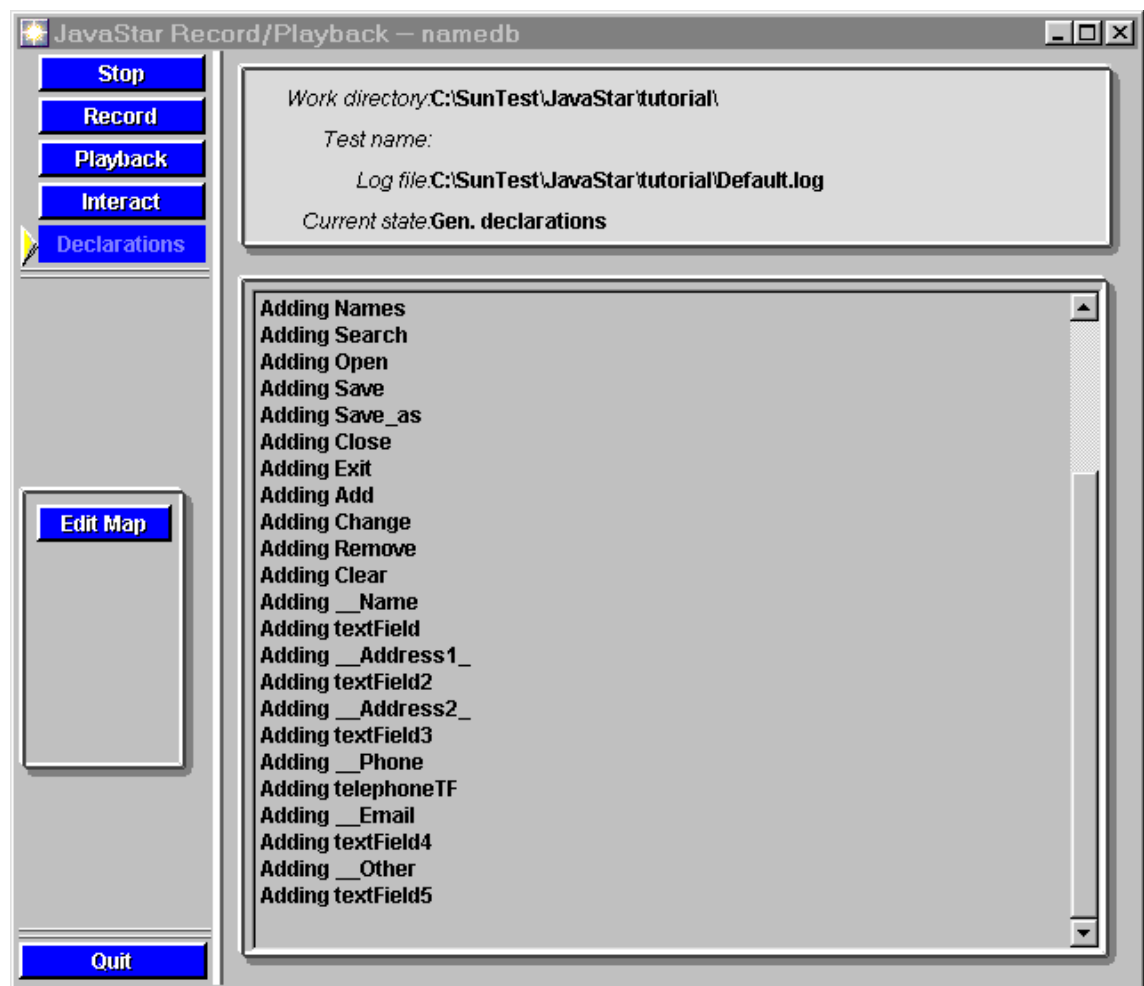 JavaStar Record/Playback — namedb
Stop
Record
Playback
Interact
Declarations
Edit Map
Quit
Work directory:C:\SunTest\JavaStar\tutorial\
Test name:
Log file:C:\SunTest\JavaStar\tutorial\Default.log
Current state:Gen. declarations
Adding Names
Adding Search
Adding Open
Adding Save
Adding Save_as
Adding Close
Adding Exit
Adding Add
Adding Change
Adding Remove
Adding Clear
Adding __Name
Adding textField
Adding __Address1_
Adding textField2
Adding __Address2_
Adding textField3
Adding __Phone
Adding telephoneTF
Adding __Email
Adding textField4
Adding __Other
Adding textField5